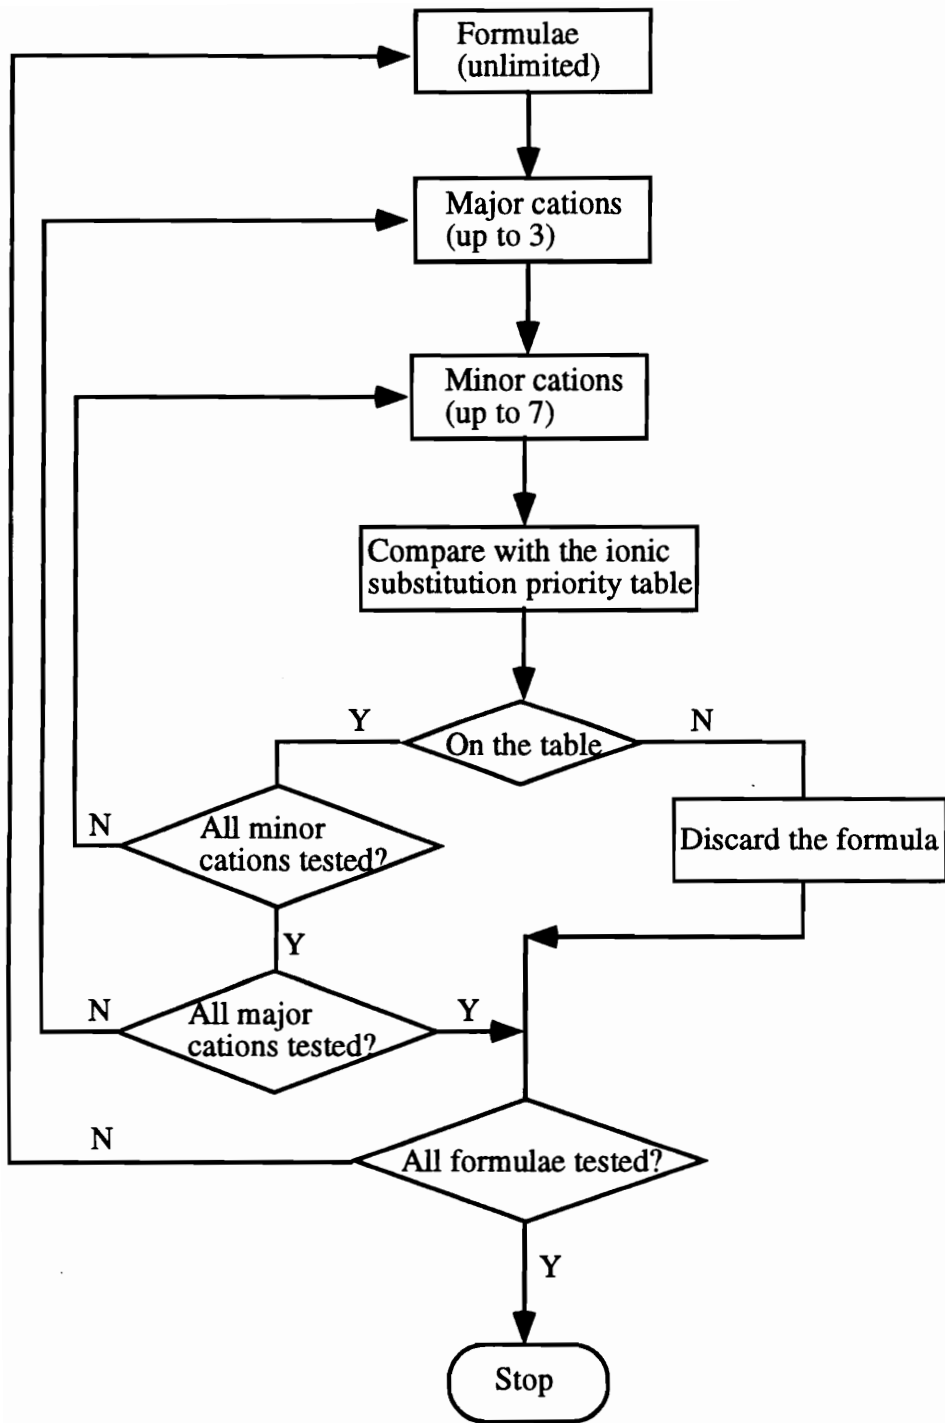 Formulae
(unlimited)
Major cations
(up to 3)
Minor cations
(up to 7)
Compare with the ionic
substitution priority table
Y
N
On the table
N
All minor
cations tested?
Discard the formula
Y
N
All major
cations tested?
Y
N
All formulae tested?
Y
Stop